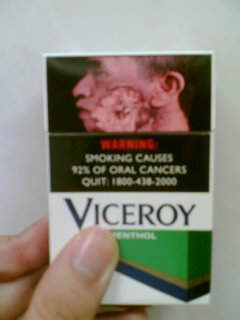 WARNING:
SMOKING CAUSES
92% OF ORAL CANCERS
QUIT: 1800-438-2000
VICEROY
MENTHOL